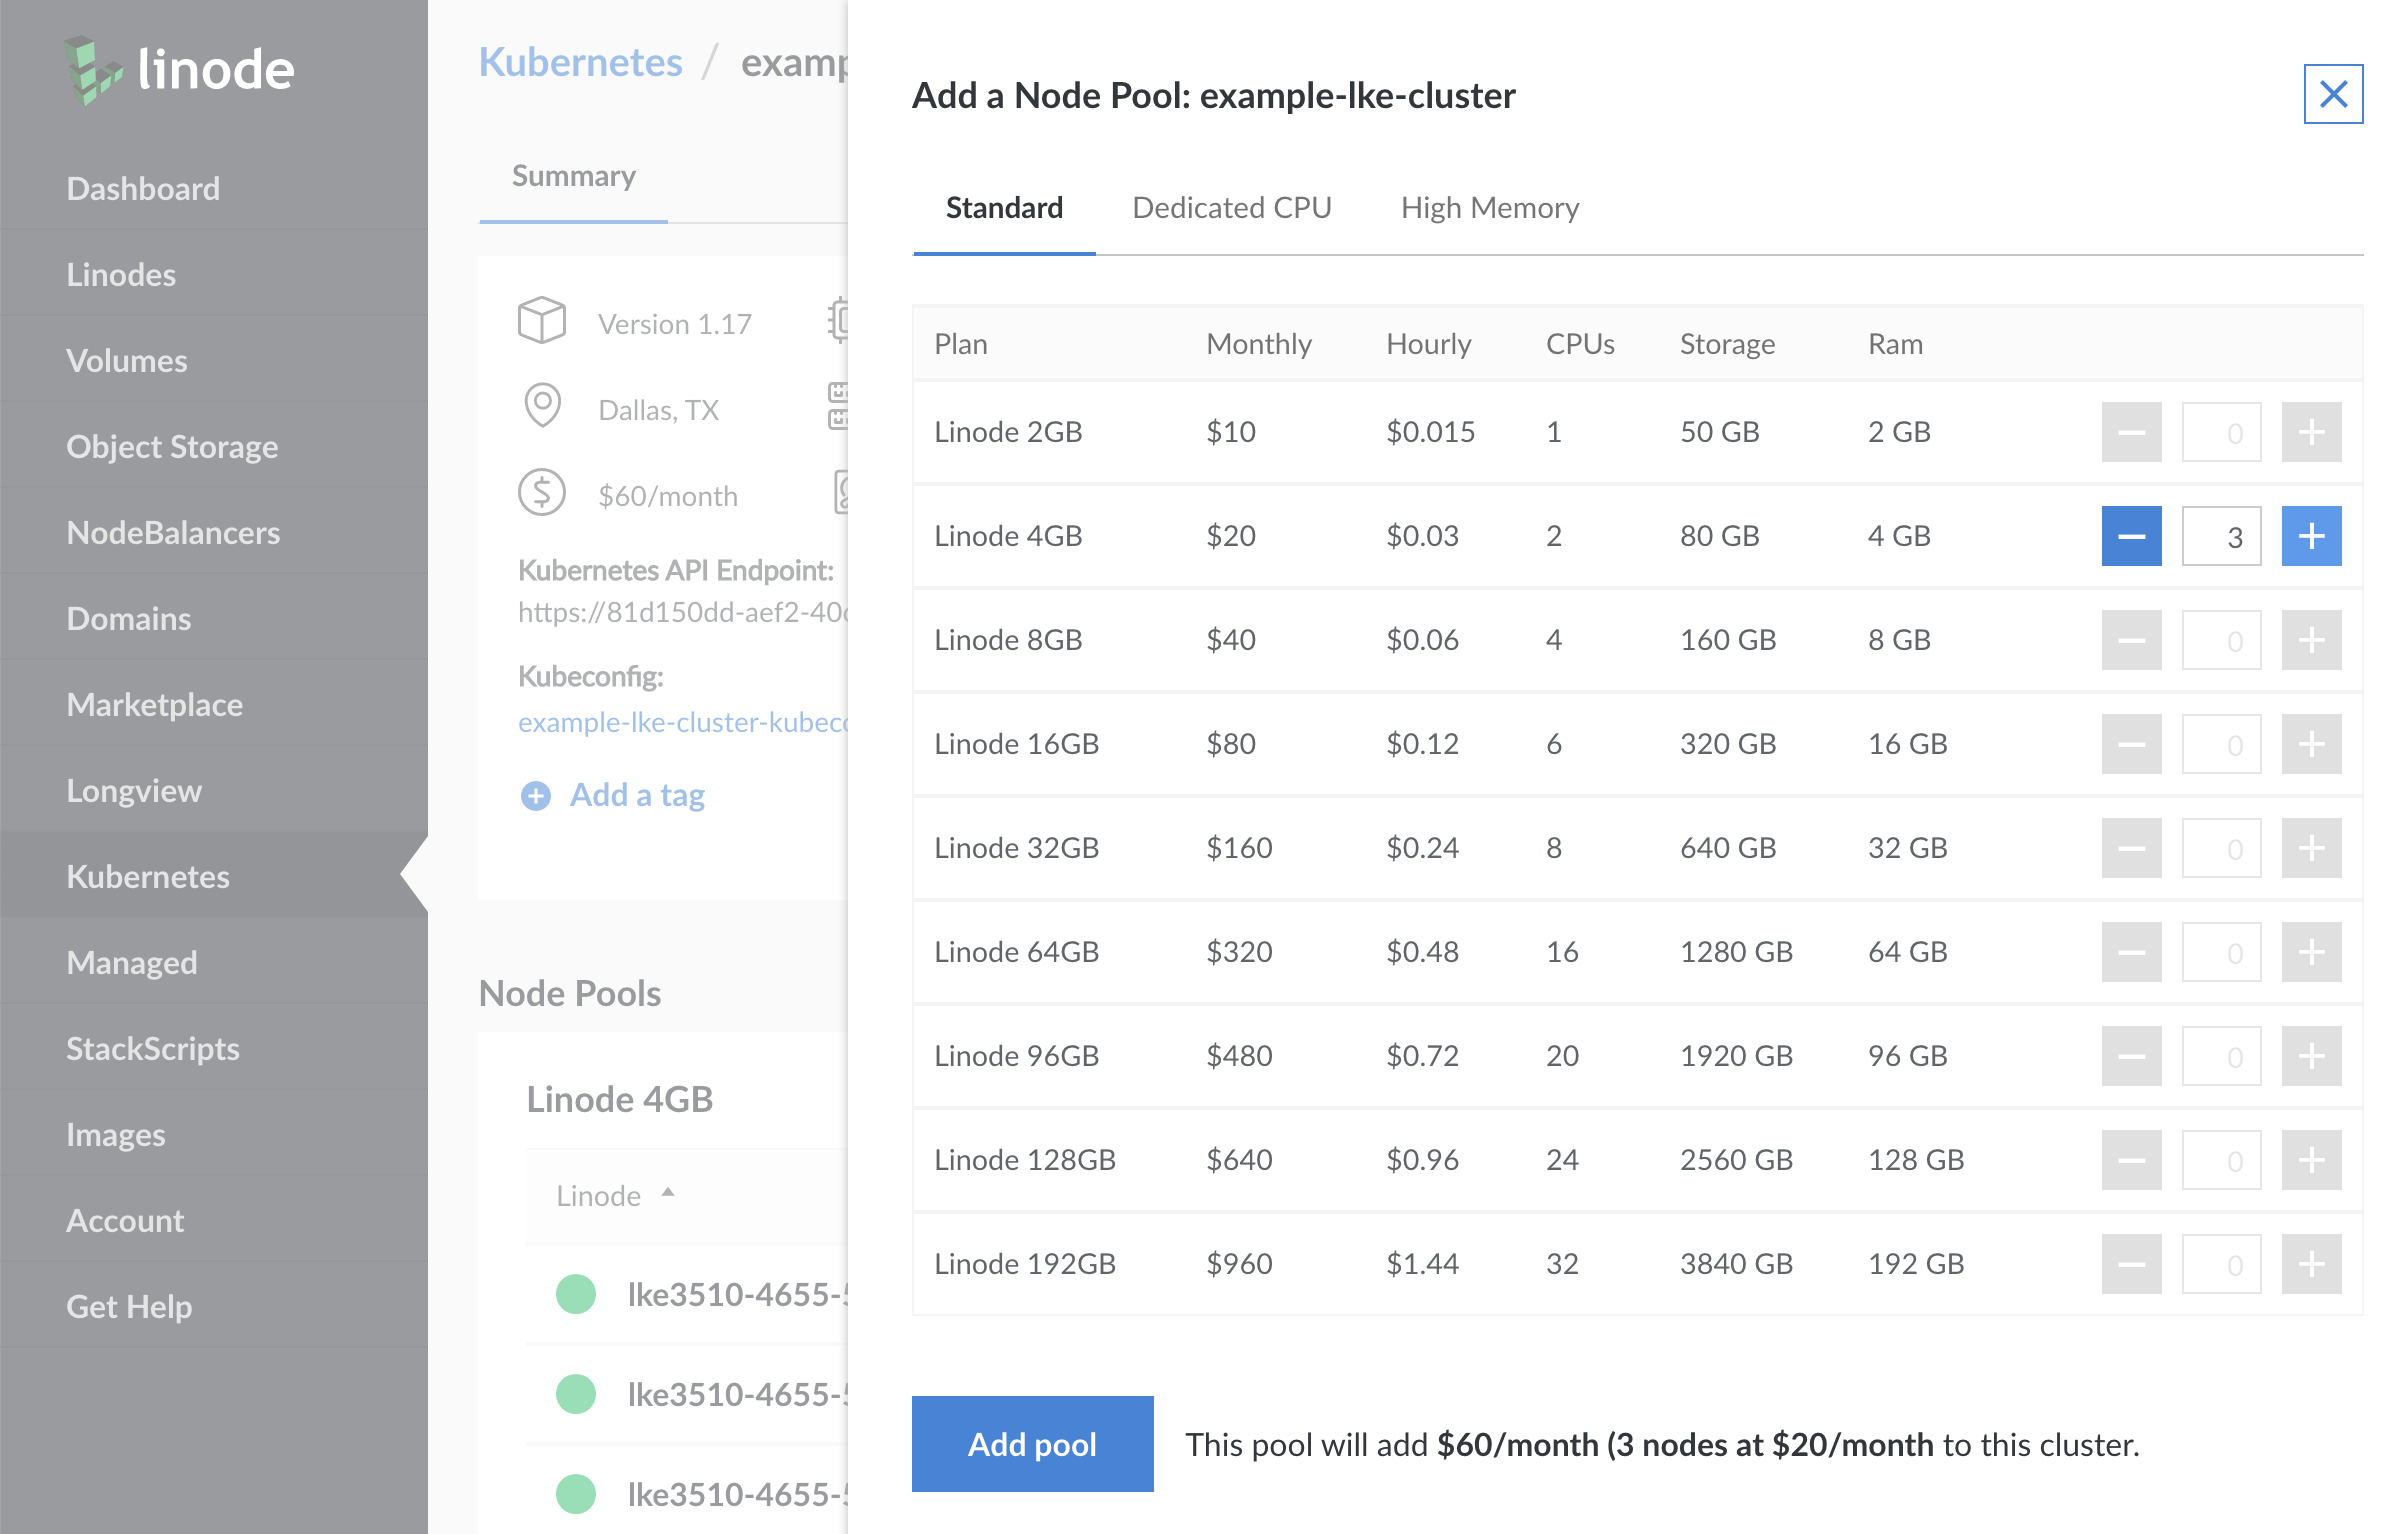 linode
Dashboard
Linodes
Volumes
Object Storage
NodeBalancers
Domains
Marketplace
Longview
Kubernetes
Managed
StackScripts
Images
Account
Get Help
Kubernetes / examp
Summary
Version 1.17
Dallas, TX
$60/month
Kubernetes API Endpoint:
https://81d150dd-aef2-40
Kubeconfig:
example-lke-cluster-kubec
Add a tag
Node Pools
Linode 4GB
Linode
lke3510-4655-
lke3510-4655-
lke3510-4655-
Add a Node Pool: example-lke-cluster
Standard Dedicated CPU High Memory
Plan Monthly Hourly CPUs Storage Ram
Linode 2GB $10 $0.015 1 50 GB 2 GB 0
Linode 4GB $20 $0.03 2 80 GB 4 GB 3
Linode 8GB $40 $0.06 4 160 GB 8 GB 0
Linode 16GB $80 $0.12 6 320 GB 16 GB 0
Linode 32GB $160 $0.24 8 640 GB 32 GB 0
Linode 64GB $320 $0.48 16 1280 GB 64 GB 0
Linode 96GB $480 $0.72 20 1920 GB 96 GB 0
Linode 128GB $640 $0.96 24 2560 GB 128 GB 0
Linode 192GB $960 $1.44 32 3840 GB 192 GB 0
Add pool This pool will add $60/month (3 nodes at $20/month to this cluster.